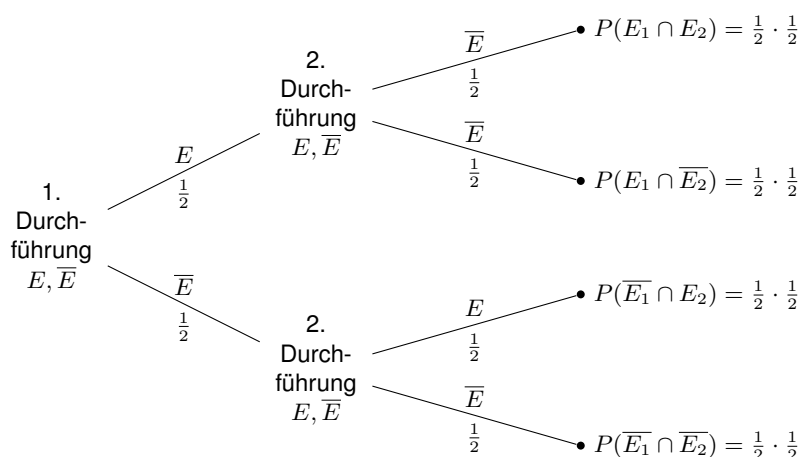 1.
Durch-
führung
E, E̅
E
1/2
E̅
1/2
2.
Durch-
führung
E, E̅
E̅
1/2
E̅
1/2
2.
Durch-
führung
E, E̅
E
1/2
E̅
1/2
P(E₁ ∩ E₂) = 1/2 · 1/2
P(E₁ ∩ E̅₂) = 1/2 · 1/2
P(E̅₁ ∩ E₂) = 1/2 · 1/2
P(E̅₁ ∩ E̅₂) = 1/2 · 1/2